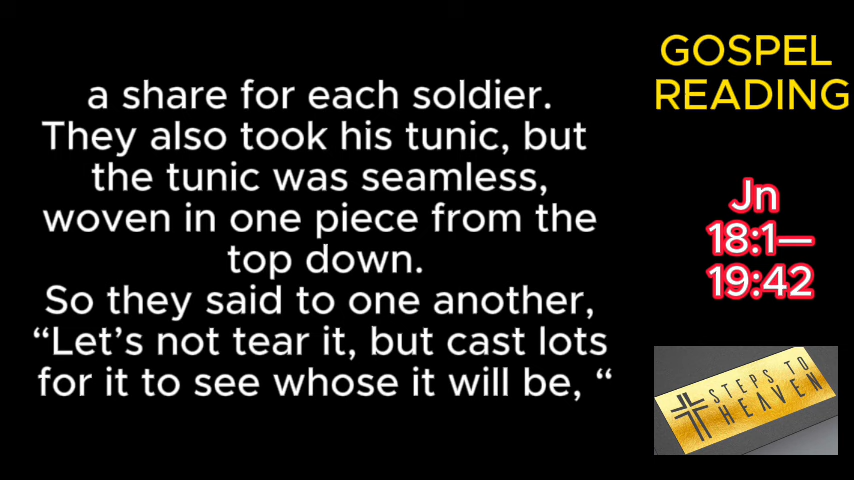 a share for each soldier.
They also took his tunic, but
the tunic was seamless,
woven in one piece from the
top down.
So they said to one another,
“Let’s not tear it, but cast lots
for it to see whose it will be, “
GOSPEL
READING
Jn
18:1—
19:42
STEPS TO
HEAVEN